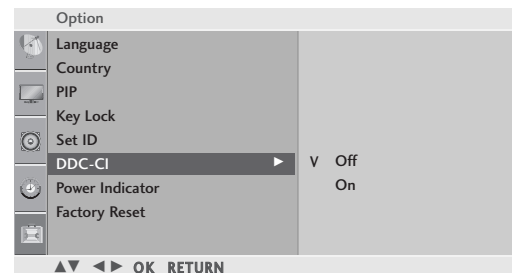 Option
Language
Country
PIP
Key Lock
Set ID
DDC-CI ► V Off
On
Power Indicator
Factory Reset
▲▼ ◄► OK RETURN